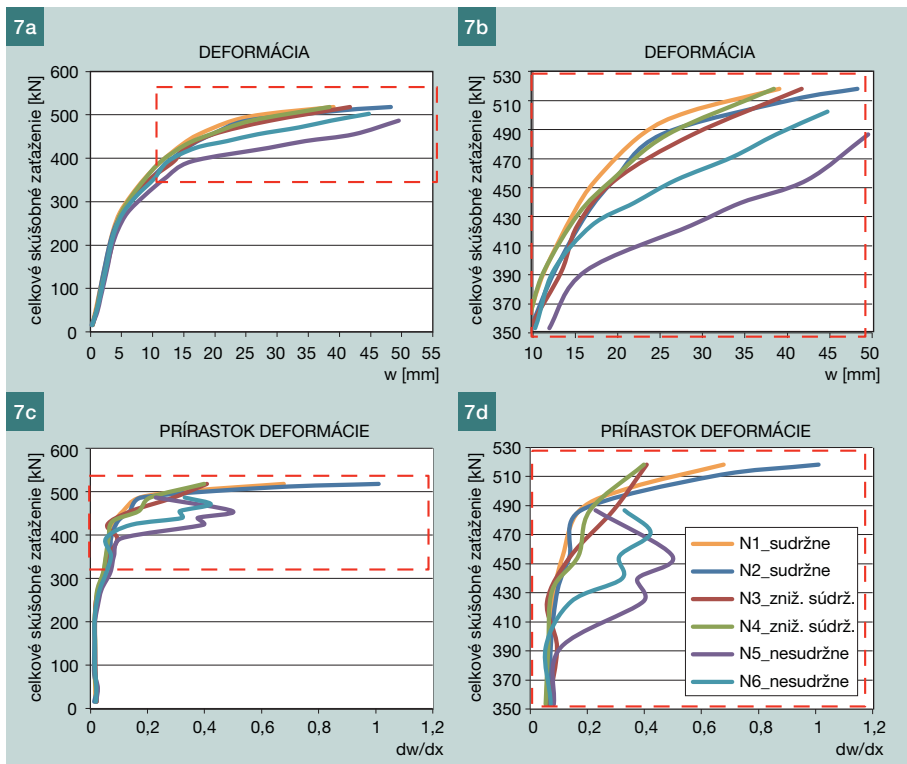 7a
DEFORMÁCIA
celkové skúšobné zaťaženie [kN]
600
500
400
300
200
100
0
0 5 10 15 20 25 30 35 40 45 50 55
w [mm]
7b
DEFORMÁCIA
celkové skúšobné zaťaženie [kN]
530
510
490
470
450
430
410
390
370
350
10 15 20 25 30 35 40 45 50
w [mm]
7c
PRÍRASTOK DEFORMÁCIE
celkové skúšobné zaťaženie [kN]
600
500
400
300
200
100
0
0 0,2 0,4 0,6 0,8 1 1,2
dw/dx
7d
PRÍRASTOK DEFORMÁCIE
celkové skúšobné zaťaženie [kN]
530
510
490
470
450
430
410
390
370
350
0 0,2 0,4 0,6 0,8 1 1,2
dw/dx
N1_sudržne
N2_sudržne
N3_zniž. súdrž.
N4_zniž. súdrž.
N5_nesudržne
N6_nesudržne